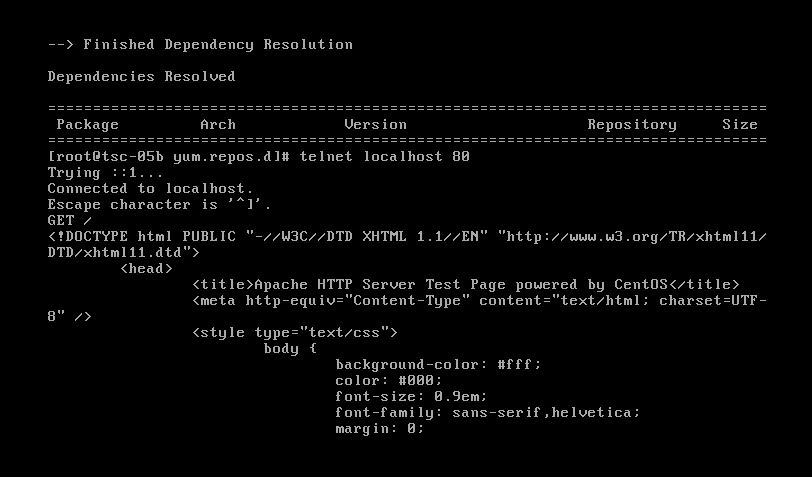 --> Finished Dependency Resolution
Dependencies Resolved
================================================================================
 Package         Arch            Version                    Repository     Size
================================================================================
[root@tsc-05b yum.repos.d]# telnet localhost 80
Trying ::1...
Connected to localhost.
Escape character is '^]'.
GET /
<!DOCTYPE html PUBLIC "-//W3C//DTD XHTML 1.1//EN" "http://www.w3.org/TR/xhtml11/
DTD/xhtml11.dtd">
        <head>
                <title>Apache HTTP Server Test Page powered by CentOS</title>
                <meta http-equiv="Content-Type" content="text/html; charset=UTF-
8" />
                <style type="text/css">
                        body {
                                background-color: #fff;
                                color: #000;
                                font-size: 0.9em;
                                font-family: sans-serif,helvetica;
                                margin: 0;